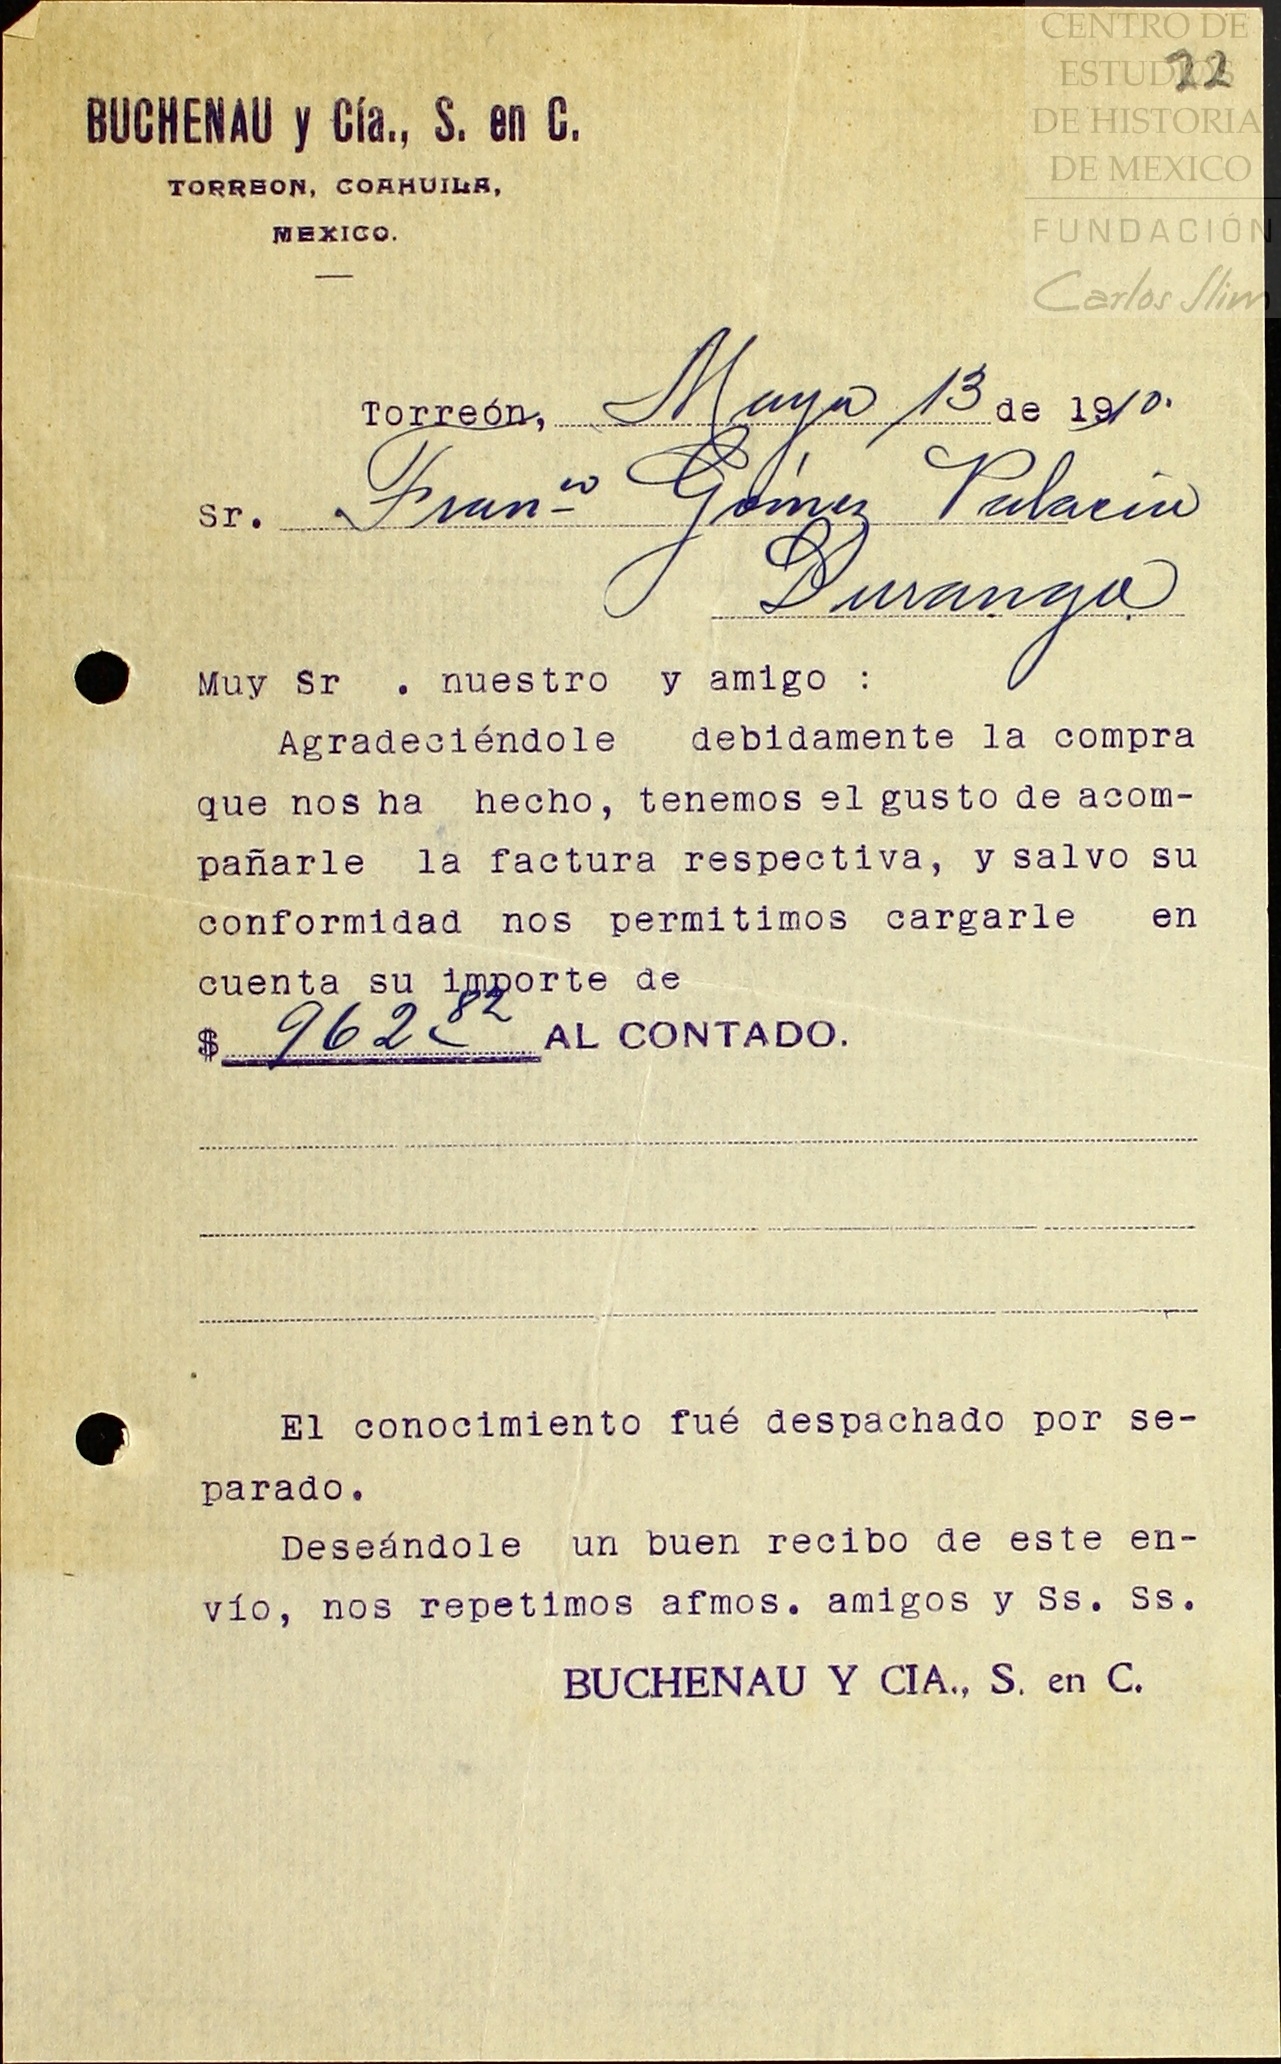 CENTRO DE
ESTUDIOS
DE HISTORIA
DE MEXICO
FUNDACIÓN
Carlos Slim
22
BUCHENAU y Cía., S. en C.
TORREON, COAHUILA,
MEXICO.
Torreón, Mayo 13 de 1910.
Sr. Franco Gómez Palacio
Durango
Muy Sr . nuestro y amigo :
Agradeciéndole debidamente la compra
que nos ha hecho, tenemos el gusto de acom-
pañarle la factura respectiva, y salvo su
conformidad nos permitimos cargarle en
cuenta su importe de
$ 962 82 AL CONTADO.
El conocimiento fué despachado por se-
parado.
Deseándole un buen recibo de este en-
vío, nos repetimos afmos. amigos y Ss. Ss.
BUCHENAU Y CIA., S. en C.